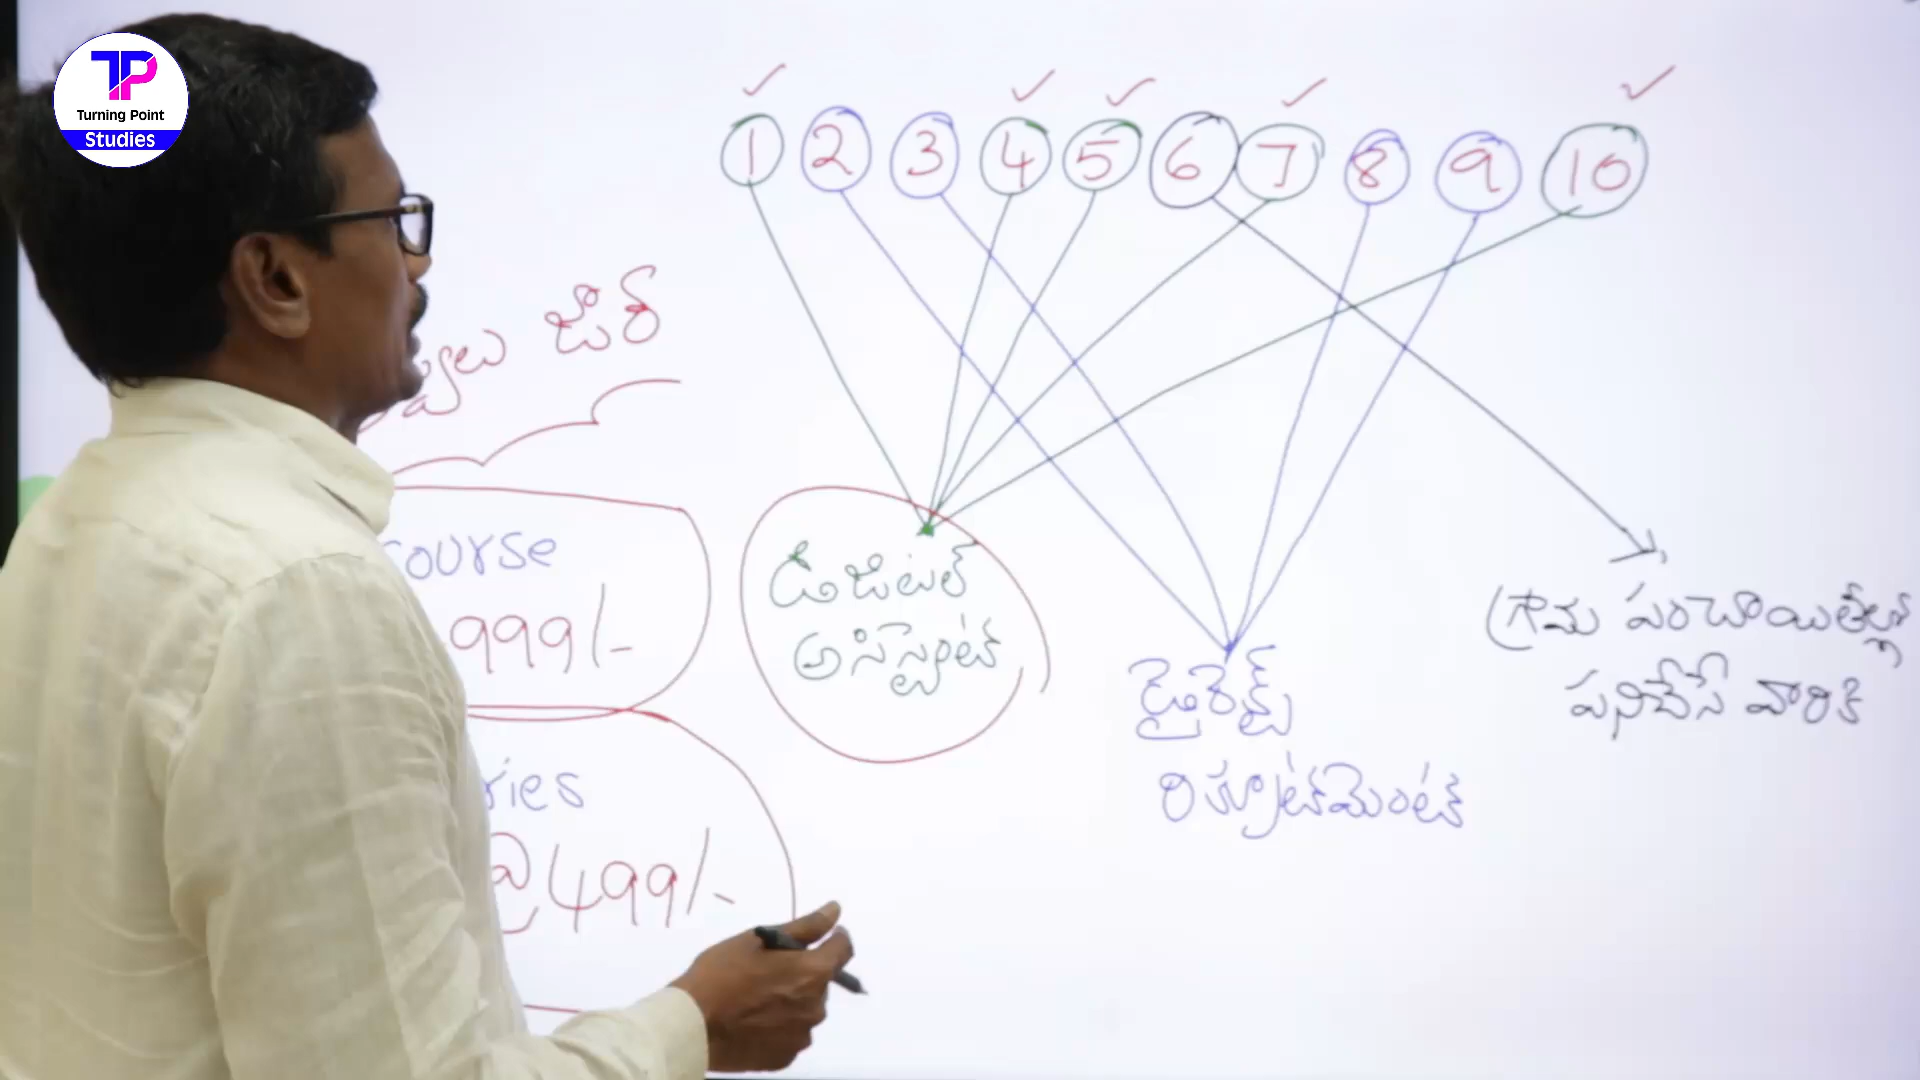 TP
Turning Point
Studies
1 2 3 4 5 6 7 8 9 10
జీరో
course
999/-
డిజిటల్
అసిస్టెంట్
డైరెక్ట్
రిక్రూట్‌మెంట్
గ్రామ పంచాయితీల్లో
పనిచేసే వారికి
ries
@499/-